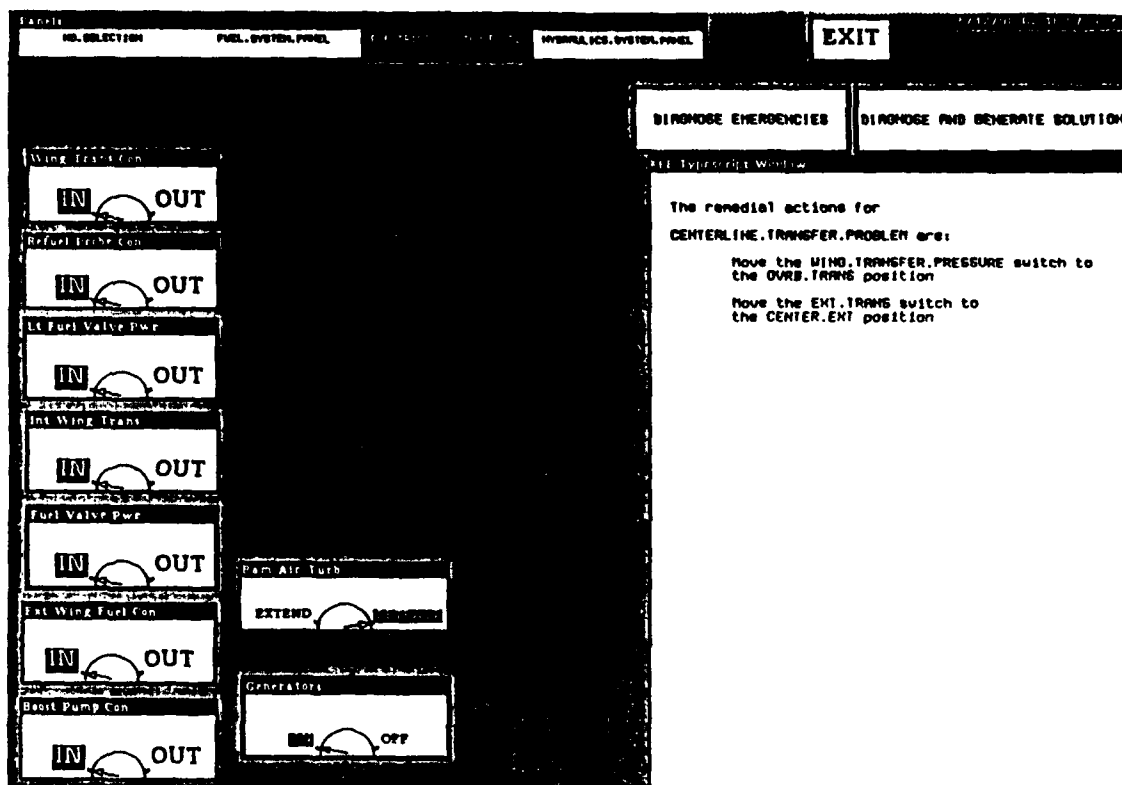 Panels
FUEL.SYSTEM.PANEL
HYDRAULICS.SYSTEM.PANEL
EXIT
DIAGNOSE EMERGENCIES
DIAGNOSE AND GENERATE SOLUTION
Wing Trans Con
IN OUT
Refuel Probe Con
IN OUT
Lt Fuel Valve Pwr
IN OUT
Int Wing Trans
IN OUT
Fuel Valve Pwr
IN OUT
Ext Wing Fuel Con
IN OUT
Boost Pump Con
IN OUT
Ram Air Turb
EXTEND
Generators
OFF
Typescript Window
The remedial actions for
CENTERLINE.TRANSFER.PROBLEM are:
Move the WING.TRANSFER.PRESSURE switch to
the OVRB.TRANS position
Move the EXT.TRANS switch to
the CENTER.EXT position